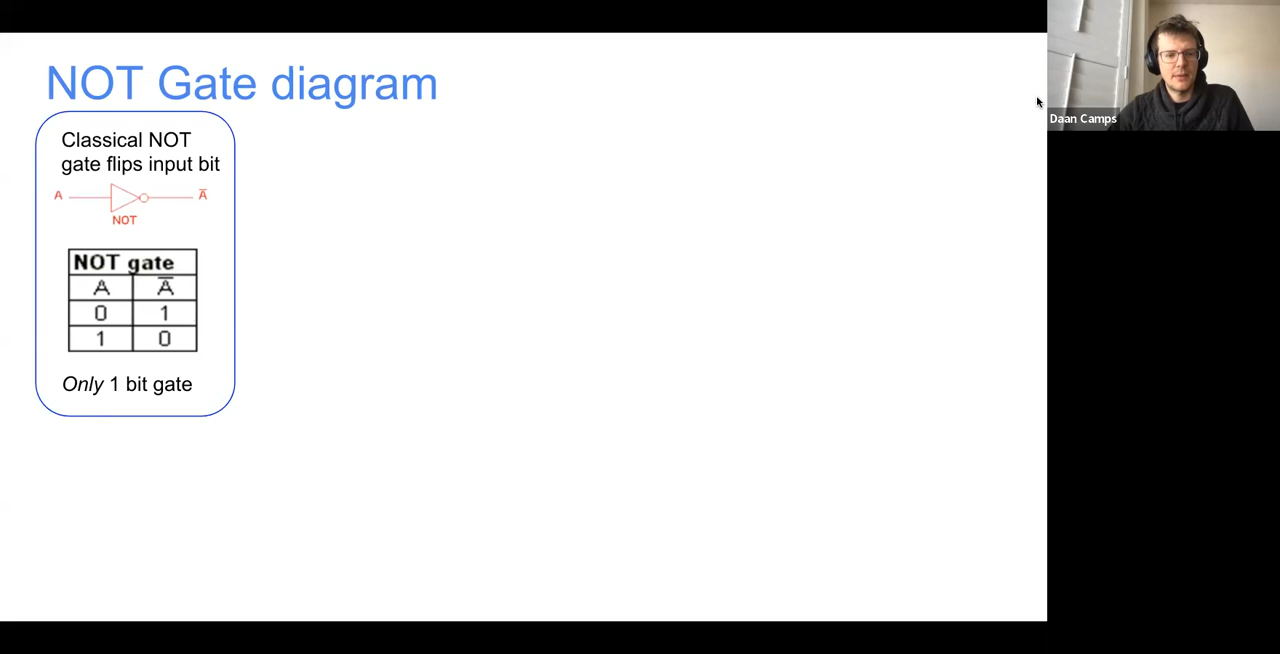 NOT Gate diagram
Classical NOT
gate flips input bit
A
A̅
NOT
NOT gate
A A̅
0 1
1 0
Only 1 bit gate
Daan Camps